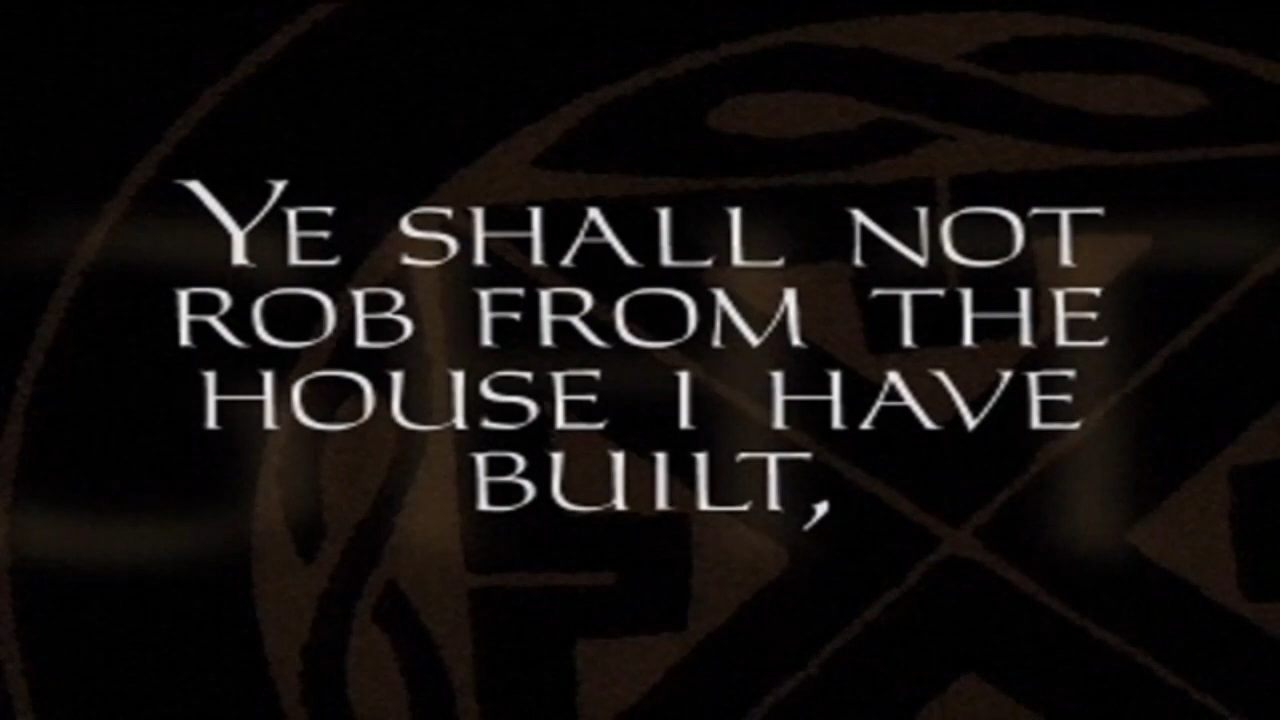 Ye shall not
rob from the
house I have
built,